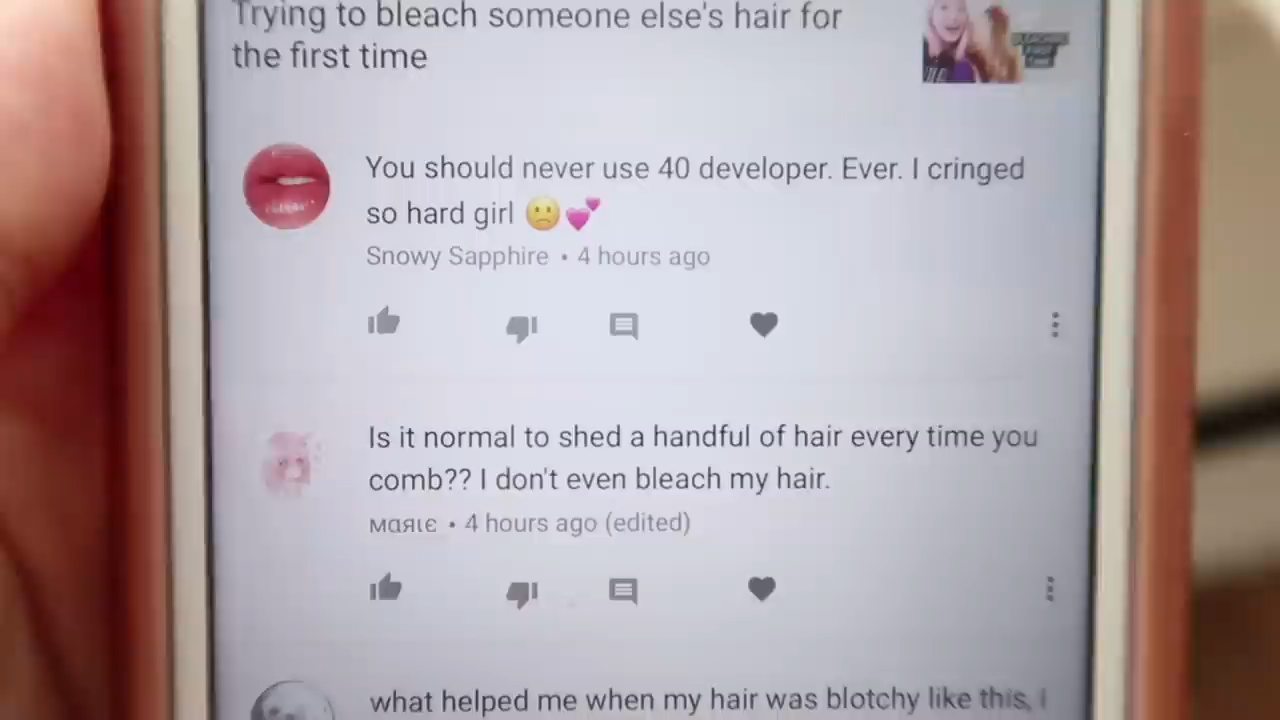 Trying to bleach someone else's hair for
the first time
You should never use 40 developer. Ever. I cringed
so hard girl 🙁💕
Snowy Sapphire • 4 hours ago
Is it normal to shed a handful of hair every time you
comb?? I don't even bleach my hair.
мαяιє • 4 hours ago (edited)
what helped me when my hair was blotchy like this, i